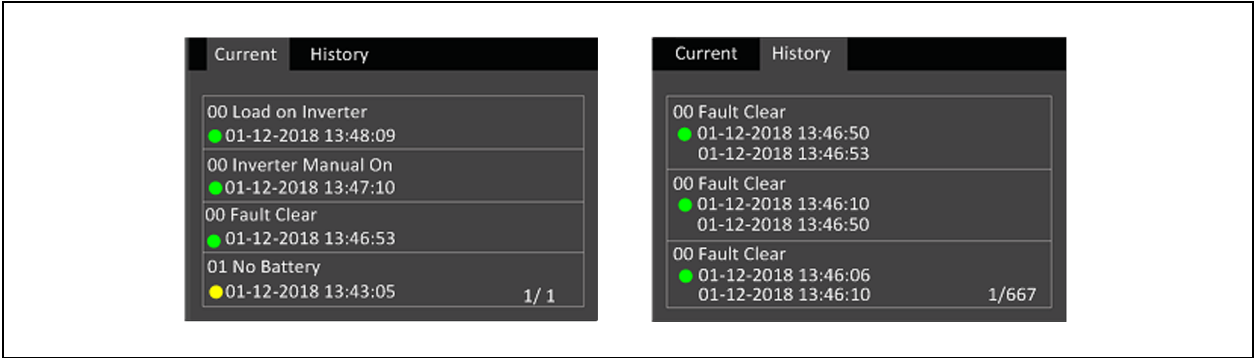 Current History
00 Load on Inverter
01-12-2018 13:48:09
00 Inverter Manual On
01-12-2018 13:47:10
00 Fault Clear
01-12-2018 13:46:53
01 No Battery
01-12-2018 13:43:05
1/ 1
Current History
00 Fault Clear
01-12-2018 13:46:50
01-12-2018 13:46:53
00 Fault Clear
01-12-2018 13:46:10
01-12-2018 13:46:50
00 Fault Clear
01-12-2018 13:46:06
01-12-2018 13:46:10
1/667